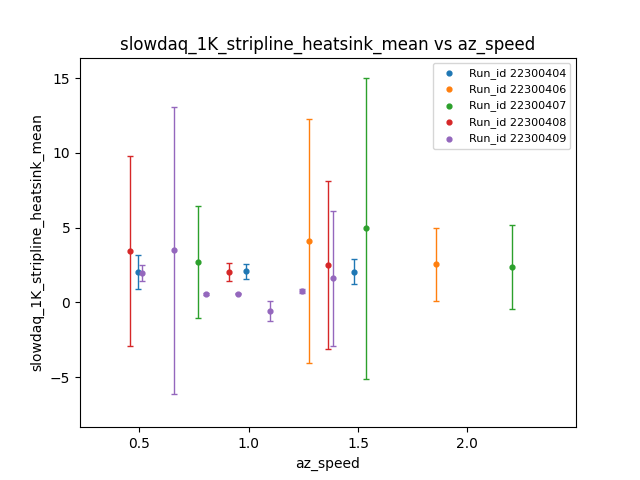 slowdaq_1K_stripline_heatsink_mean vs az_speed
Run_id 22300404
Run_id 22300406
Run_id 22300407
Run_id 22300408
Run_id 22300409
slowdaq_1K_stripline_heatsink_mean
15
10
5
0
−5
0.5 1.0 1.5 2.0
az_speed